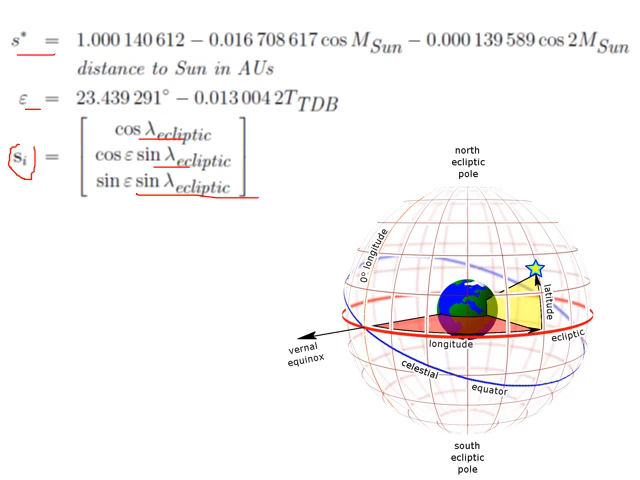 s* = 1.000 140 612 − 0.016 708 617 cos M_Sun − 0.000 139 589 cos 2M_Sun
distance to Sun in AUs
ε = 23.439 291° − 0.013 004 2T_TDB
cos λ_ecliptic
s_i = cos ε sin λ_ecliptic
sin ε sin λ_ecliptic
north
ecliptic
pole
0° longitude
latitude
longitude
ecliptic
vernal
equinox
celestial
equator
south
ecliptic
pole